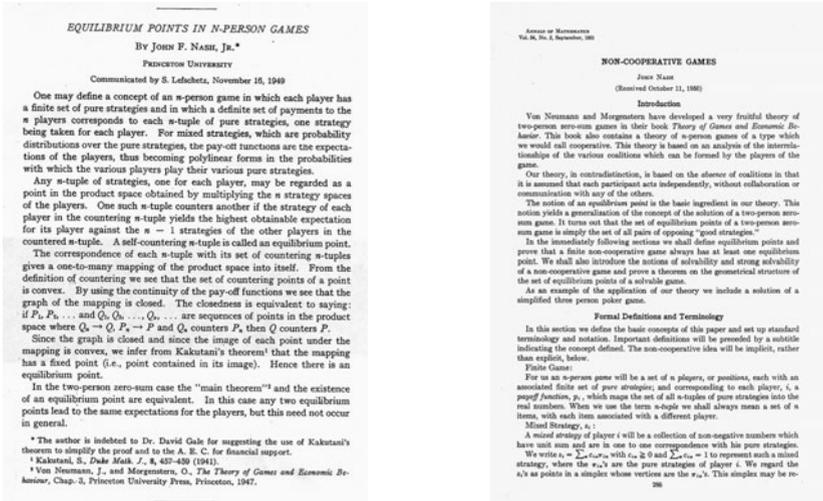 EQUILIBRIUM POINTS IN N-PERSON GAMES
BY JOHN F. NASH, JR.*
PRINCETON UNIVERSITY
Communicated by S. Lefschetz, November 16, 1949
One may define a concept of an n-person game in which each player has
a finite set of pure strategies and in which a definite set of payments to the
n players corresponds to each n-tuple of pure strategies, one strategy
being taken for each player. For mixed strategies, which are probability
distributions over the pure strategies, the pay-off functions are the expecta-
tions of the players, thus becoming polylinear forms in the probabilities
with which the various players play their various pure strategies.
Any n-tuple of strategies, one for each player, may be regarded as a
point in the product space obtained by multiplying the n strategy spaces
of the players. One such n-tuple counters another if the strategy of each
player in the countering n-tuple yields the highest obtainable expectation
for its player against the n − 1 strategies of the other players in the
countered n-tuple. A self-countering n-tuple is called an equilibrium point.
The correspondence of each n-tuple with its set of countering n-tuples
gives a one-to-many mapping of the product space into itself. From the
definition of countering we see that the set of countering points of a point
is convex. By using the continuity of the pay-off functions we see that the
graph of the mapping is closed. The closedness is equivalent to saying:
if P₁, P₂, ... and Q₁, Q₂, ..., Qₙ, ... are sequences of points in the product
space where Qₙ → Q, Pₙ → P and Qₙ counters Pₙ then Q counters P.
Since the graph is closed and since the image of each point under the
mapping is convex, we infer from Kakutani's theorem¹ that the mapping
has a fixed point (i.e., point contained in its image). Hence there is an
equilibrium point.
In the two-person zero-sum case the "main theorem"² and the existence
of an equilibrium point are equivalent. In this case any two equilibrium
points lead to the same expectations for the players, but this need not occur
in general.
* The author is indebted to Dr. David Gale for suggesting the use of Kakutani's
theorem to simplify the proof and to the A. E. C. for financial support.
¹ Kakutani, S., Duke Math. J., 8, 457–459 (1941).
² Von Neumann, J., and Morgenstern, O., The Theory of Games and Economic Be-
haviour, Chap. 3, Princeton University Press, Princeton, 1947.
ANNALS OF MATHEMATICS
Vol. 54, No. 2, September, 1951
NON-COOPERATIVE GAMES
JOHN NASH
(Received October 11, 1950)
Introduction
Von Neumann and Morgenstern have developed a very fruitful theory of
two-person zero-sum games in their book Theory of Games and Economic Be-
havior. This book also contains a theory of n-person games of a type which
we would call cooperative. This theory is based on an analysis of the interrela-
tionships of the various coalitions which can be formed by the players of the
game.
Our theory, in contradistinction, is based on the absence of coalitions in that
it is assumed that each participant acts independently, without collaboration or
communication with any of the others.
The notion of an equilibrium point is the basic ingredient in our theory. This
notion yields a generalization of the concept of the solution of a two-person zero-
sum game. It turns out that the set of equilibrium points of a two-person zero-
sum game is simply the set of all pairs of opposing "good strategies."
In the immediately following sections we shall define equilibrium points and
prove that a finite non-cooperative game always has at least one equilibrium
point. We shall also introduce the notions of solvability and strong solvability
of a non-cooperative game and prove a theorem on the geometrical structure of
the set of equilibrium points of a solvable game.
As an example of the application of our theory we include a solution of a
simplified three person poker game.
Formal Definitions and Terminology
In this section we define the basic concepts of this paper and set up standard
terminology and notation. Important definitions will be preceded by a subtitle
indicating the concept defined. The non-cooperative idea will be implicit, rather
than explicit, below.
Finite Game:
For us an n-person game will be a set of n players, or positions, each with an
associated finite set of pure strategies; and corresponding to each player, i, a
payoff function, pᵢ, which maps the set of all n-tuples of pure strategies into the
real numbers. When we use the term n-tuple we shall always mean a set of n
items, with each item associated with a different player.
Mixed Strategy, sᵢ:
A mixed strategy of player i will be a collection of non-negative numbers which
have unit sum and are in one to one correspondence with his pure strategies.
We write sᵢ = Σₐ cᵢₐπᵢₐ with cᵢₐ ≧ 0 and Σₐ cᵢₐ = 1 to represent such a mixed
strategy, where the πᵢₐ's are the pure strategies of player i. We regard the
sᵢ's as points in a simplex whose vertices are the πᵢₐ's. This simplex may be re-
286